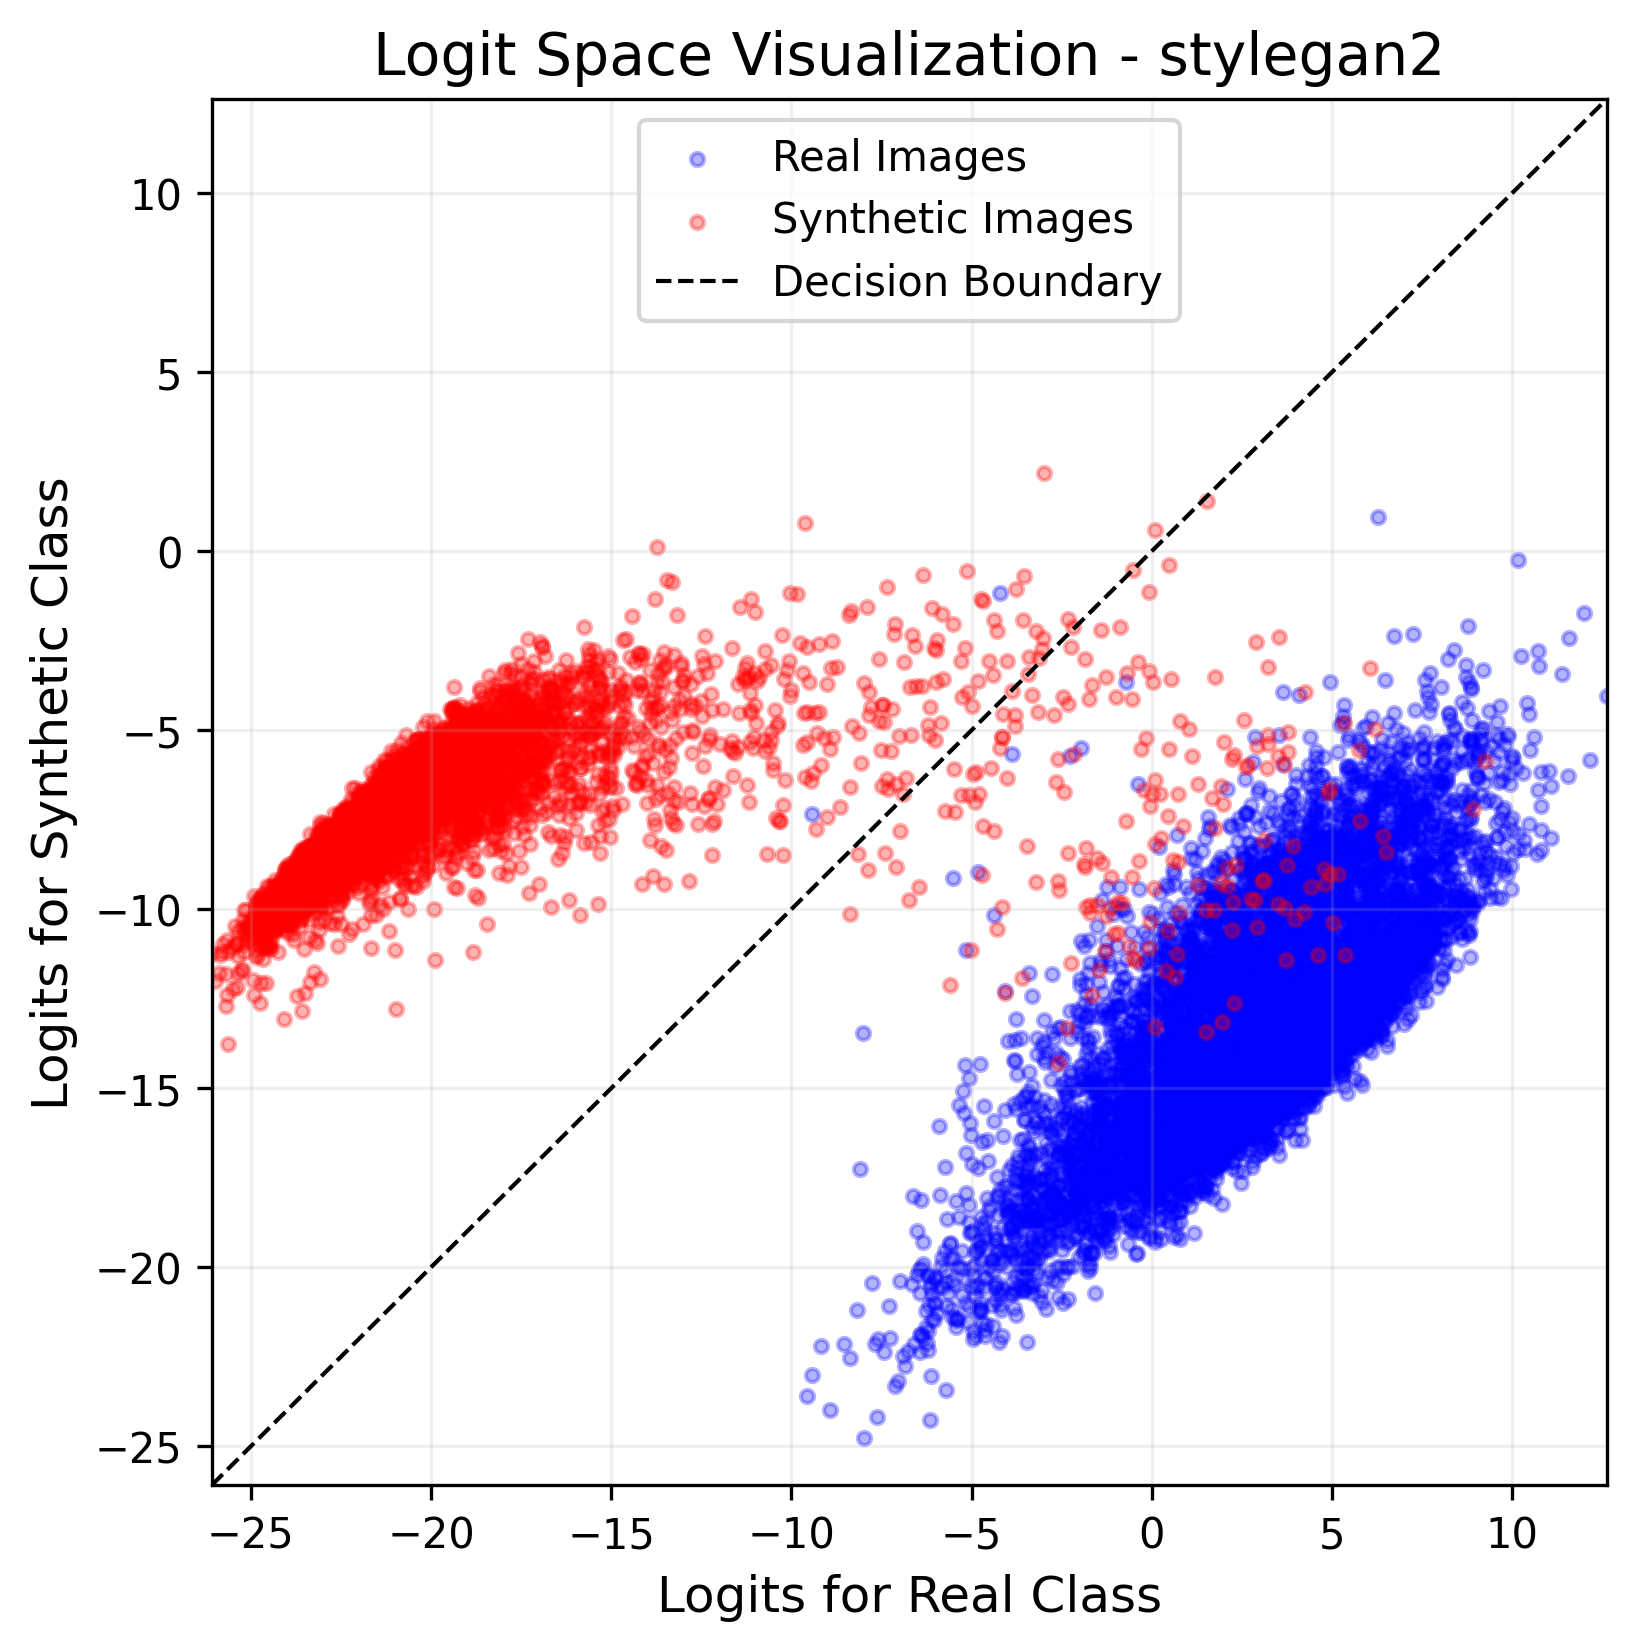 Logit Space Visualization - stylegan2
Real Images
Synthetic Images
Decision Boundary
Logits for Synthetic Class
10
5
0
−5
−10
−15
−20
−25
−25 −20 −15 −10 −5 0 5 10
Logits for Real Class